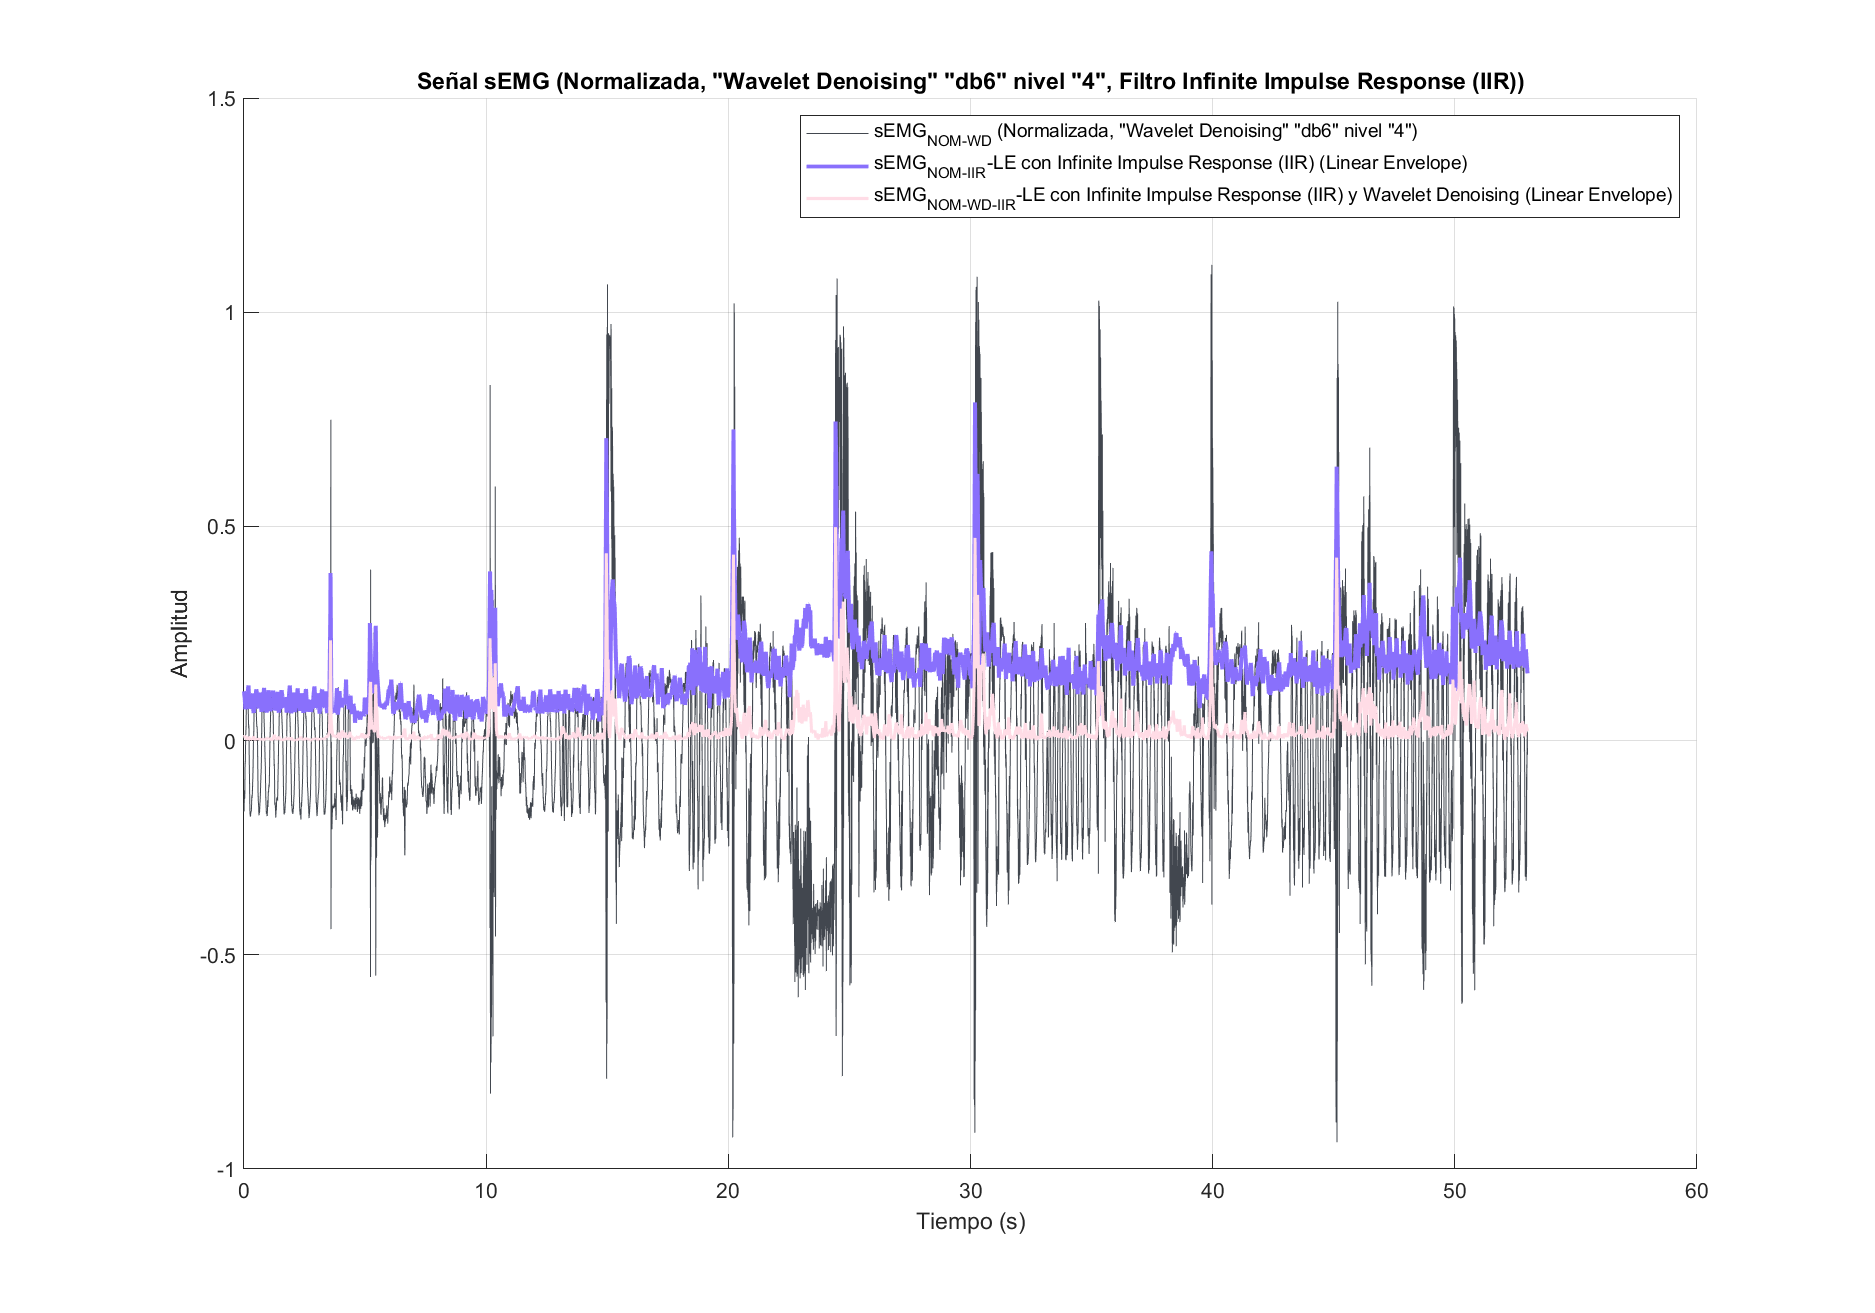 Señal sEMG (Normalizada, "Wavelet Denoising" "db6" nivel "4", Filtro Infinite Impulse Response (IIR))
sEMG_NOM-WD (Normalizada, "Wavelet Denoising" "db6" nivel "4")
sEMG_NOM-IIR-LE con Infinite Impulse Response (IIR) (Linear Envelope)
sEMG_NOM-WD-IIR-LE con Infinite Impulse Response (IIR) y Wavelet Denoising (Linear Envelope)
1.5
1
0.5
0
-0.5
-1
Amplitud
0 10 20 30 40 50 60
Tiempo (s)